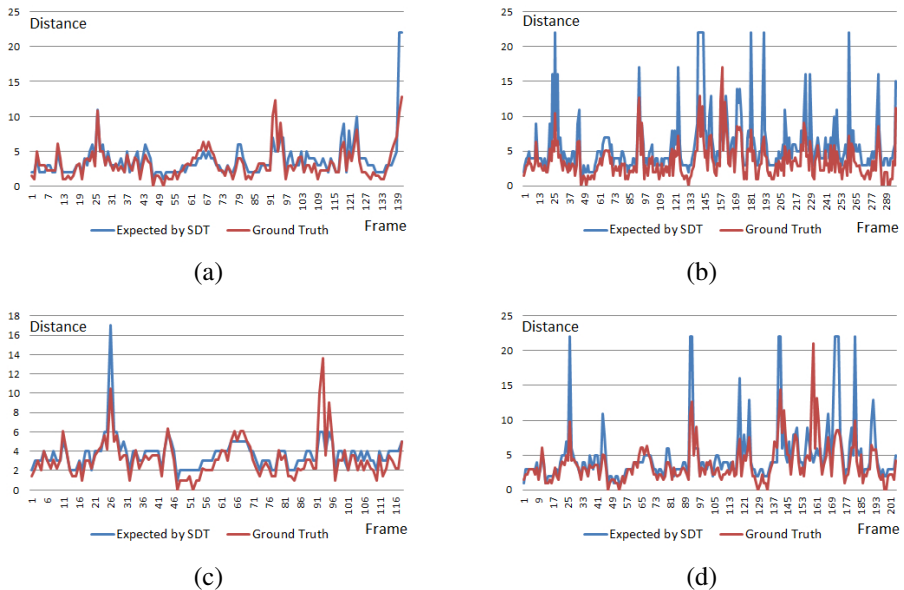 Distance
25
20
15
10
5
0
1 7 13 19 25 31 37 43 49 55 61 67 73 79 85 91 97 103 109 115 121 127 133 139
Expected by SDT Ground Truth Frame
(a)
Distance
25
20
15
10
5
0
1 13 25 37 49 61 73 85 97 109 121 133 145 157 169 181 193 205 217 229 241 253 265 277 289
Expected by SDT Ground Truth Frame
(b)
Distance
18
16
14
12
10
8
6
4
2
0
1 6 11 16 21 26 31 36 41 46 51 56 61 66 71 76 81 86 91 96 101 106 111 116
Expected by SDT Ground Truth Frame
(c)
Distance
25
20
15
10
5
0
1 9 17 25 33 41 49 57 65 73 81 89 97 105 113 121 129 137 145 153 161 169 177 185 193 201
Expected by SDT Ground Truth Frame
(d)